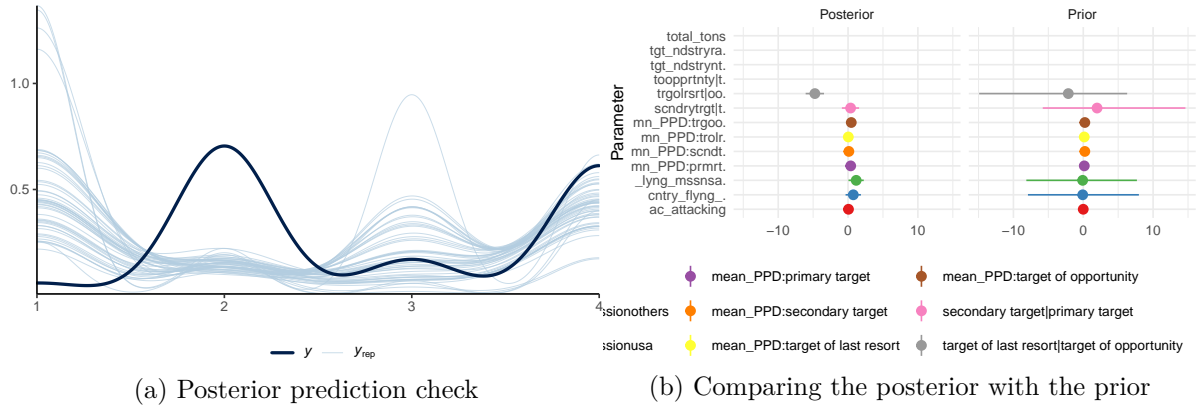 1.0
0.5
1
2
3
4
y
yrep
(a) Posterior prediction check
Posterior
Prior
Parameter
total_tons
tgt_ndstryra.
tgt_ndstrynt.
toopprtnty|t.
trgolrsrt|oo.
scndrytrgt|t.
mn_PPD:trgoo.
mn_PPD:trolr.
mn_PPD:scndt.
mn_PPD:prmrt.
_lyng_mssnsa.
cntry_flyng_.
ac_attacking
−10 0 10 −10 0 10
mean_PPD:primary target mean_PPD:target of opportunity
ssionothers mean_PPD:secondary target secondary target|primary target
ssionusa mean_PPD:target of last resort target of last resort|target of opportunity
(b) Comparing the posterior with the prior